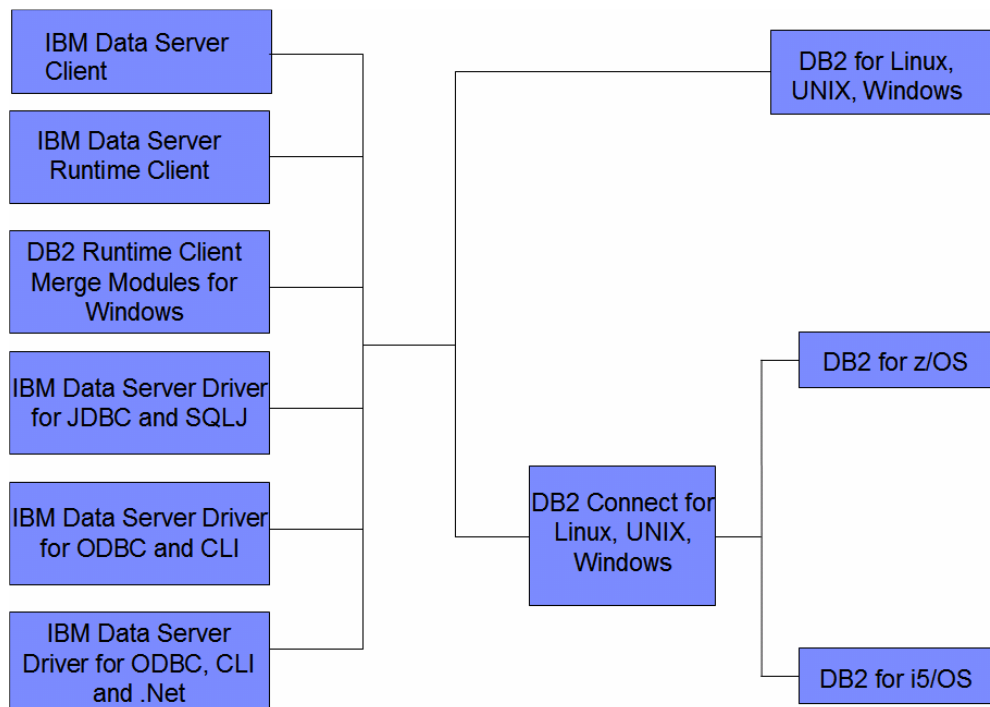 IBM Data Server
Client
IBM Data Server
Runtime Client
DB2 Runtime Client
Merge Modules for
Windows
IBM Data Server Driver
for JDBC and SQLJ
IBM Data Server Driver
for ODBC and CLI
IBM Data Server
Driver for ODBC, CLI
and .Net
DB2 for Linux,
UNIX, Windows
DB2 Connect for
Linux, UNIX,
Windows
DB2 for z/OS
DB2 for i5/OS